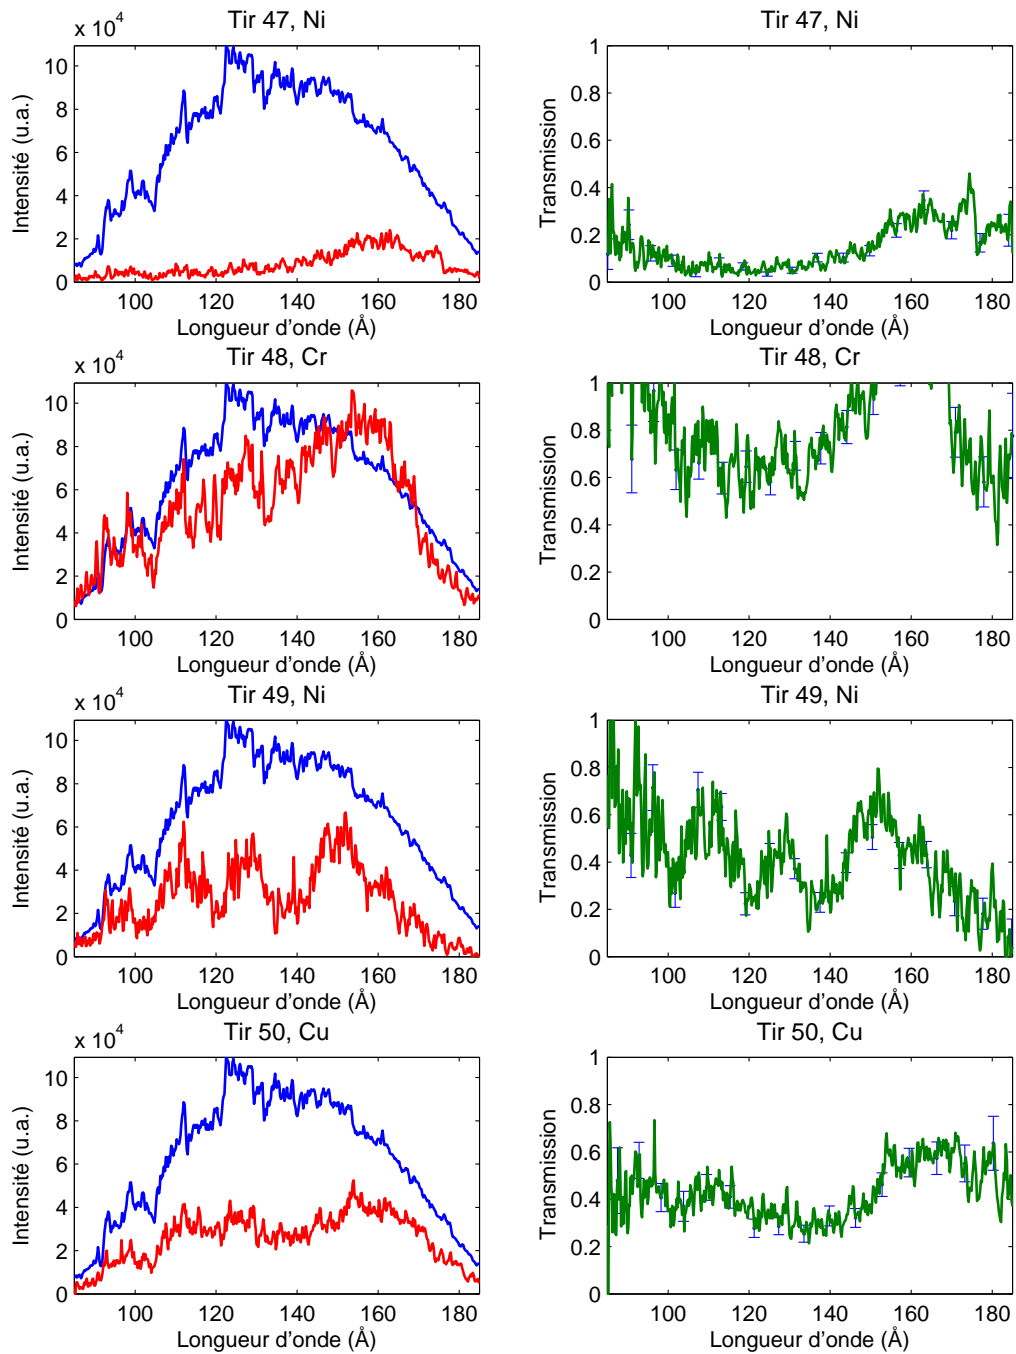 Tir 47, Ni
x 10^4
Intensité (u.a.)
10
8
6
4
2
0
100 120 140 160 180
Longueur d'onde (Å)
Tir 47, Ni
Transmission
1
0.8
0.6
0.4
0.2
0
100 120 140 160 180
Longueur d'onde (Å)
Tir 48, Cr
x 10^4
Intensité (u.a.)
10
8
6
4
2
0
100 120 140 160 180
Longueur d'onde (Å)
Tir 48, Cr
Transmission
1
0.8
0.6
0.4
0.2
0
100 120 140 160 180
Longueur d'onde (Å)
Tir 49, Ni
x 10^4
Intensité (u.a.)
10
8
6
4
2
0
100 120 140 160 180
Longueur d'onde (Å)
Tir 49, Ni
Transmission
1
0.8
0.6
0.4
0.2
0
100 120 140 160 180
Longueur d'onde (Å)
Tir 50, Cu
x 10^4
Intensité (u.a.)
10
8
6
4
2
0
100 120 140 160 180
Longueur d'onde (Å)
Tir 50, Cu
Transmission
1
0.8
0.6
0.4
0.2
0
100 120 140 160 180
Longueur d'onde (Å)